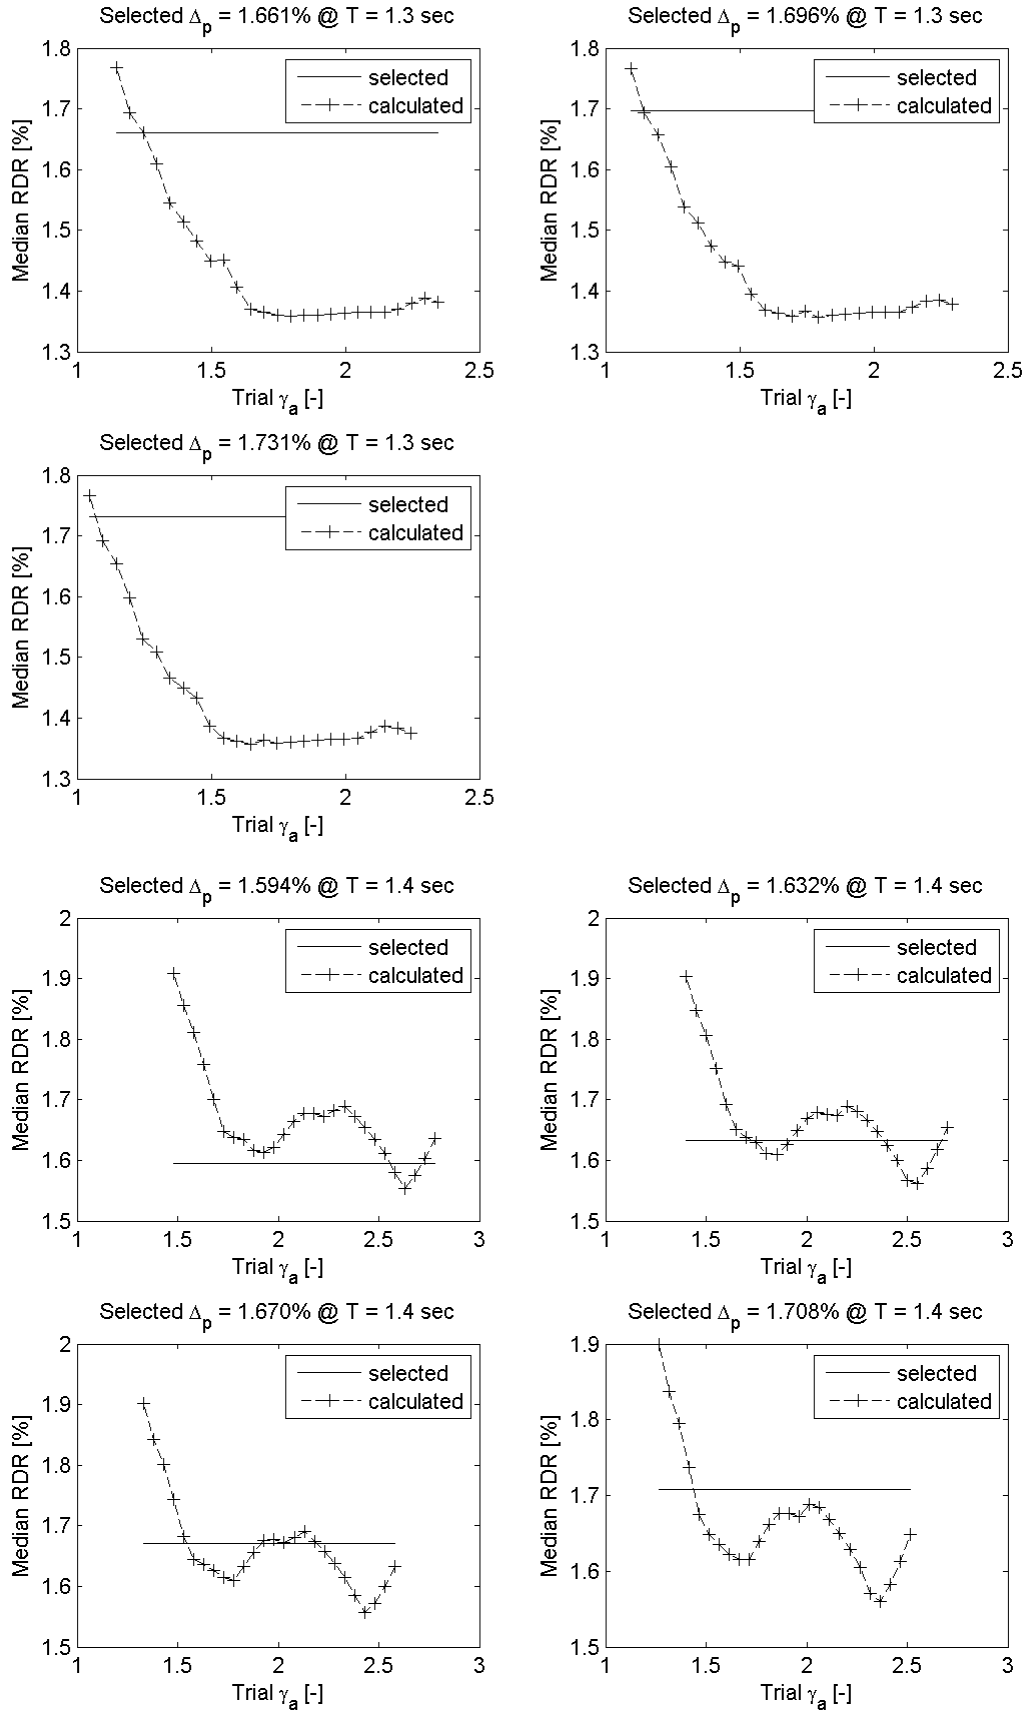 Selected Δp = 1.661% @ T = 1.3 sec
1.8
1.7
1.6
1.5
1.4
1.3
Median RDR [%]
selected
calculated
1
1.5
2
2.5
Trial γa [-]
Selected Δp = 1.696% @ T = 1.3 sec
1.8
1.7
1.6
1.5
1.4
1.3
Median RDR [%]
selected
calculated
1
1.5
2
2.5
Trial γa [-]
Selected Δp = 1.731% @ T = 1.3 sec
1.8
1.7
1.6
1.5
1.4
1.3
Median RDR [%]
selected
calculated
1
1.5
2
2.5
Trial γa [-]
Selected Δp = 1.594% @ T = 1.4 sec
2
1.9
1.8
1.7
1.6
1.5
Median RDR [%]
selected
calculated
1
1.5
2
2.5
3
Trial γa [-]
Selected Δp = 1.632% @ T = 1.4 sec
2
1.9
1.8
1.7
1.6
1.5
Median RDR [%]
selected
calculated
1
1.5
2
2.5
3
Trial γa [-]
Selected Δp = 1.670% @ T = 1.4 sec
2
1.9
1.8
1.7
1.6
1.5
Median RDR [%]
selected
calculated
1
1.5
2
2.5
3
Trial γa [-]
Selected Δp = 1.708% @ T = 1.4 sec
1.9
1.8
1.7
1.6
1.5
Median RDR [%]
selected
calculated
1
1.5
2
2.5
3
Trial γa [-]